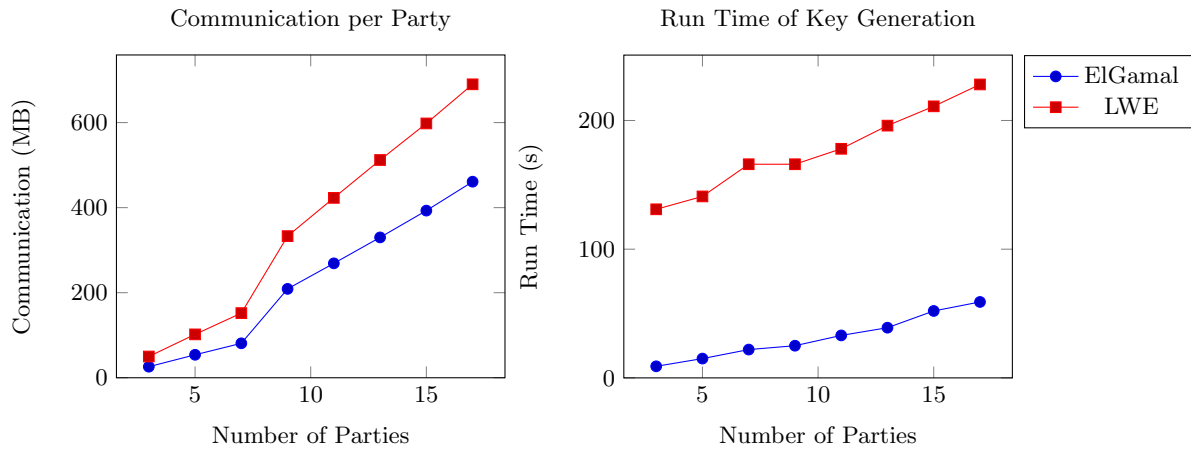 Communication per Party
Communication (MB)
600
400
200
0
5
10
15
Number of Parties
Run Time of Key Generation
Run Time (s)
200
100
0
5
10
15
Number of Parties
ElGamal
LWE